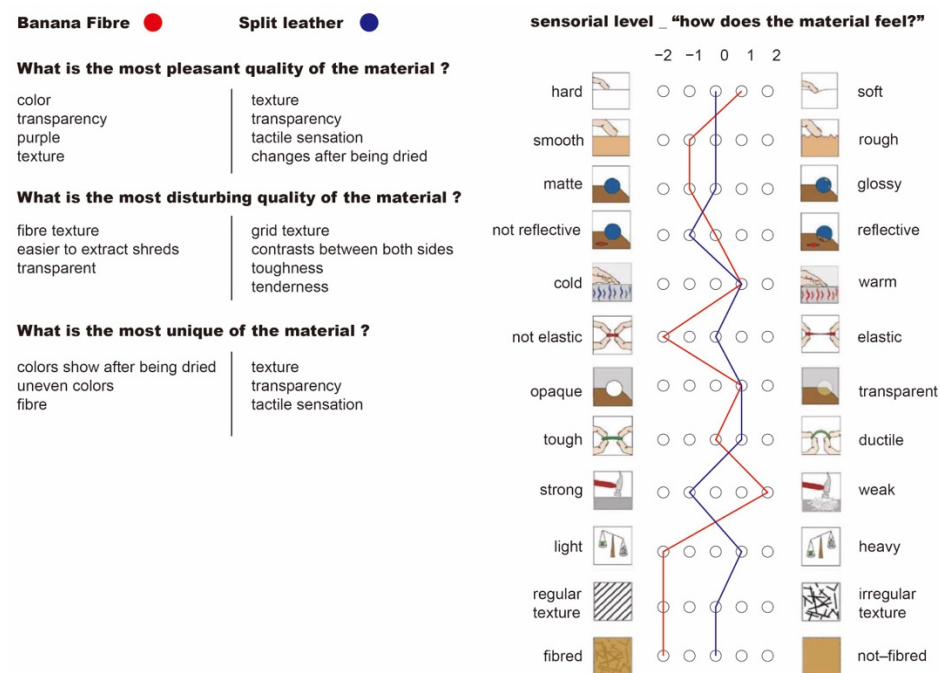 Banana Fibre
Split leather
What is the most pleasant quality of the material ?
color
transparency
purple
texture
texture
transparency
tactile sensation
changes after being dried
What is the most disturbing quality of the material ?
fibre texture
easier to extract shreds
transparent
grid texture
contrasts between both sides
toughness
tenderness
What is the most unique of the material ?
colors show after being dried
uneven colors
fibre
texture
transparency
tactile sensation
sensorial level _ “how does the material feel?”
−2 −1 0 1 2
hard soft
smooth rough
matte glossy
not reflective reflective
cold warm
not elastic elastic
opaque transparent
tough ductile
strong weak
light heavy
regular texture irregular texture
fibred not–fibred